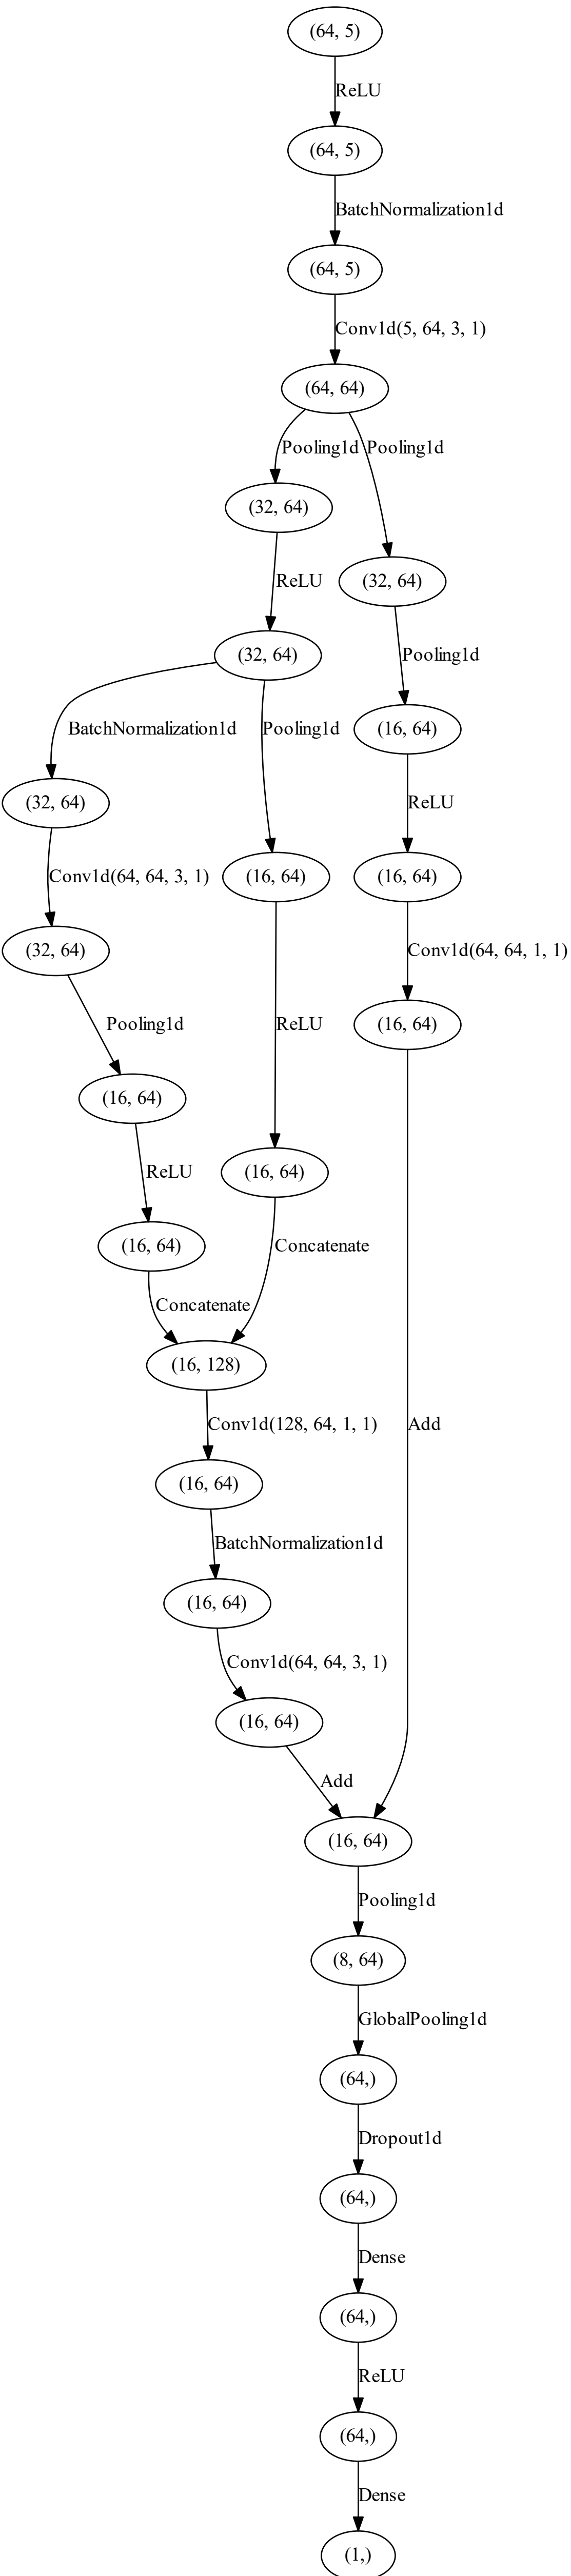 (64, 5)
ReLU
(64, 5)
BatchNormalization1d
(64, 5)
Conv1d(5, 64, 3, 1)
(64, 64)
Pooling1d Pooling1d
(32, 64)
(32, 64)
ReLU
(32, 64)
Pooling1d
BatchNormalization1d Pooling1d (16, 64)
(32, 64) ReLU
Conv1d(64, 64, 3, 1) (16, 64) (16, 64)
(32, 64) Conv1d(64, 64, 1, 1)
Pooling1d ReLU (16, 64)
(16, 64)
ReLU (16, 64)
(16, 64) Concatenate
Concatenate
(16, 128)
Conv1d(128, 64, 1, 1) Add
(16, 64)
BatchNormalization1d
(16, 64)
Conv1d(64, 64, 3, 1)
(16, 64)
Add
(16, 64)
Pooling1d
(8, 64)
GlobalPooling1d
(64,)
Dropout1d
(64,)
Dense
(64,)
ReLU
(64,)
Dense
(1,)